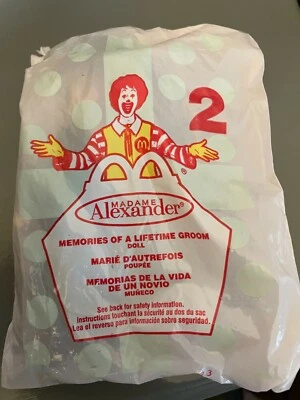 2
MADAME
Alexander®
MEMORIES OF A LIFETIME GROOM
DOLL
MARIÉ D'AUTREFOIS
POUPÉE
MEMORIAS DE LA VIDA
DE UN NOVIO
MUÑECO
See back for safety information.
Instructions touchant la sécurité au dos du sac
Lea el reverso para información sobre seguridad.
3